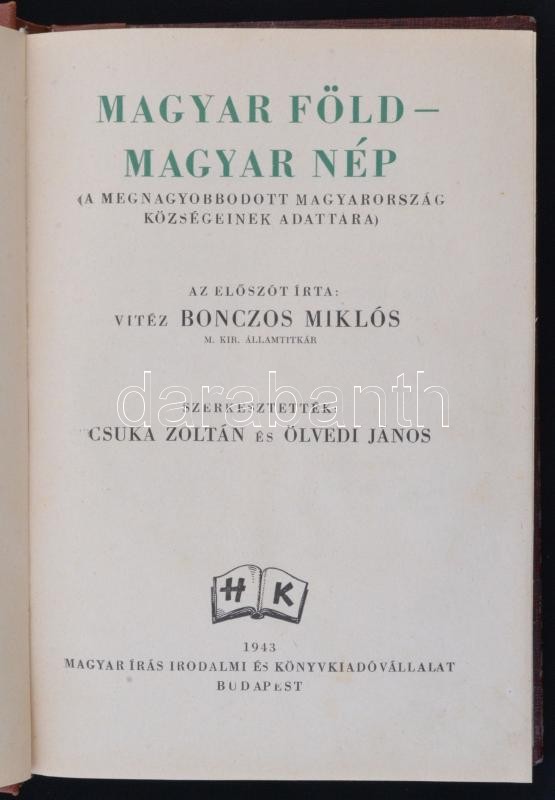 MAGYAR FÖLD—
MAGYAR NÉP
(A MEGNAGYOBBODOTT MAGYARORSZÁG
KÖZSÉGEINEK ADATTÁRA)
AZ ELŐSZÓT ÍRTA:
VITÉZ BONCZOS MIKLÓS
M. KIR. ÁLLAMTITKÁR
darabanth
SZERKESZTETTÉK:
CSUKA ZOLTÁN ÉS ÖLVEDI JÁNOS
H K
1943
MAGYAR ÍRÁS IRODALMI ÉS KÖNYVKIADÓVÁLLALAT
BUDAPEST